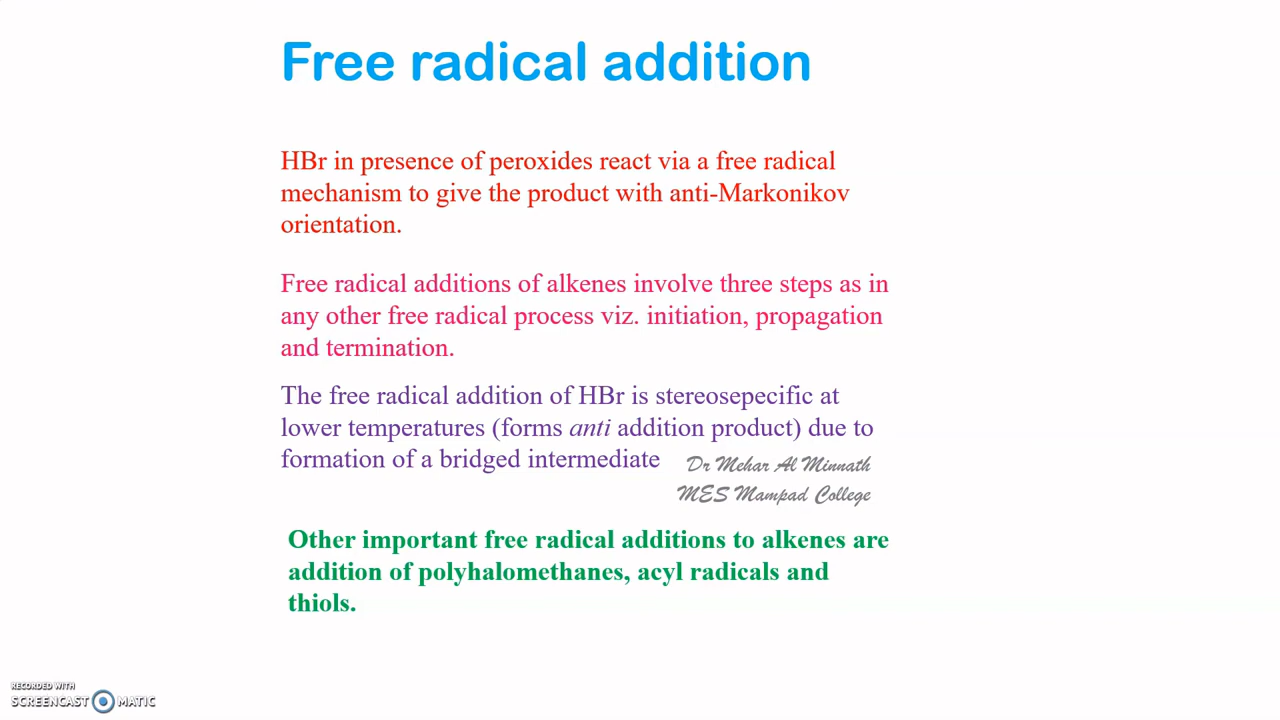 Free radical addition
HBr in presence of peroxides react via a free radical
mechanism to give the product with anti-Markonikov
orientation.
Free radical additions of alkenes involve three steps as in
any other free radical process viz. initiation, propagation
and termination.
The free radical addition of HBr is stereosepecific at
lower temperatures (forms anti addition product) due to
formation of a bridged intermediate
Dr Mehar Al Minnath
MES Mampad College
Other important free radical additions to alkenes are
addition of polyhalomethanes, acyl radicals and
thiols.
RECORDED WITH
SCREENCAST MATIC